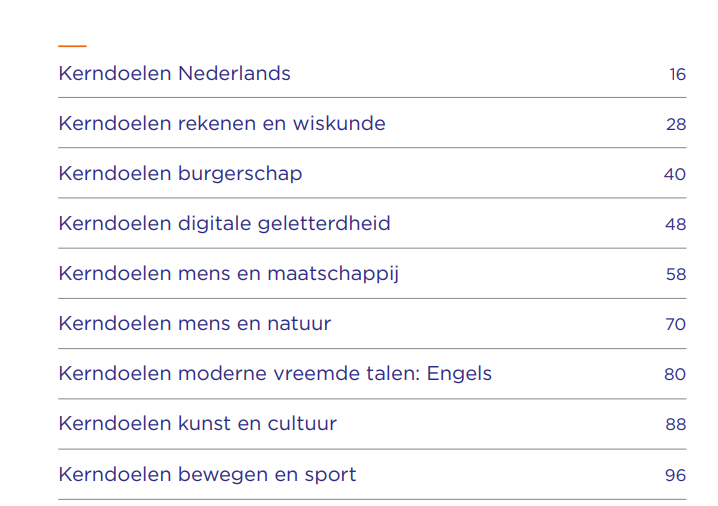 Kerndoelen Nederlands 16
Kerndoelen rekenen en wiskunde 28
Kerndoelen burgerschap 40
Kerndoelen digitale geletterdheid 48
Kerndoelen mens en maatschappij 58
Kerndoelen mens en natuur 70
Kerndoelen moderne vreemde talen: Engels 80
Kerndoelen kunst en cultuur 88
Kerndoelen bewegen en sport 96